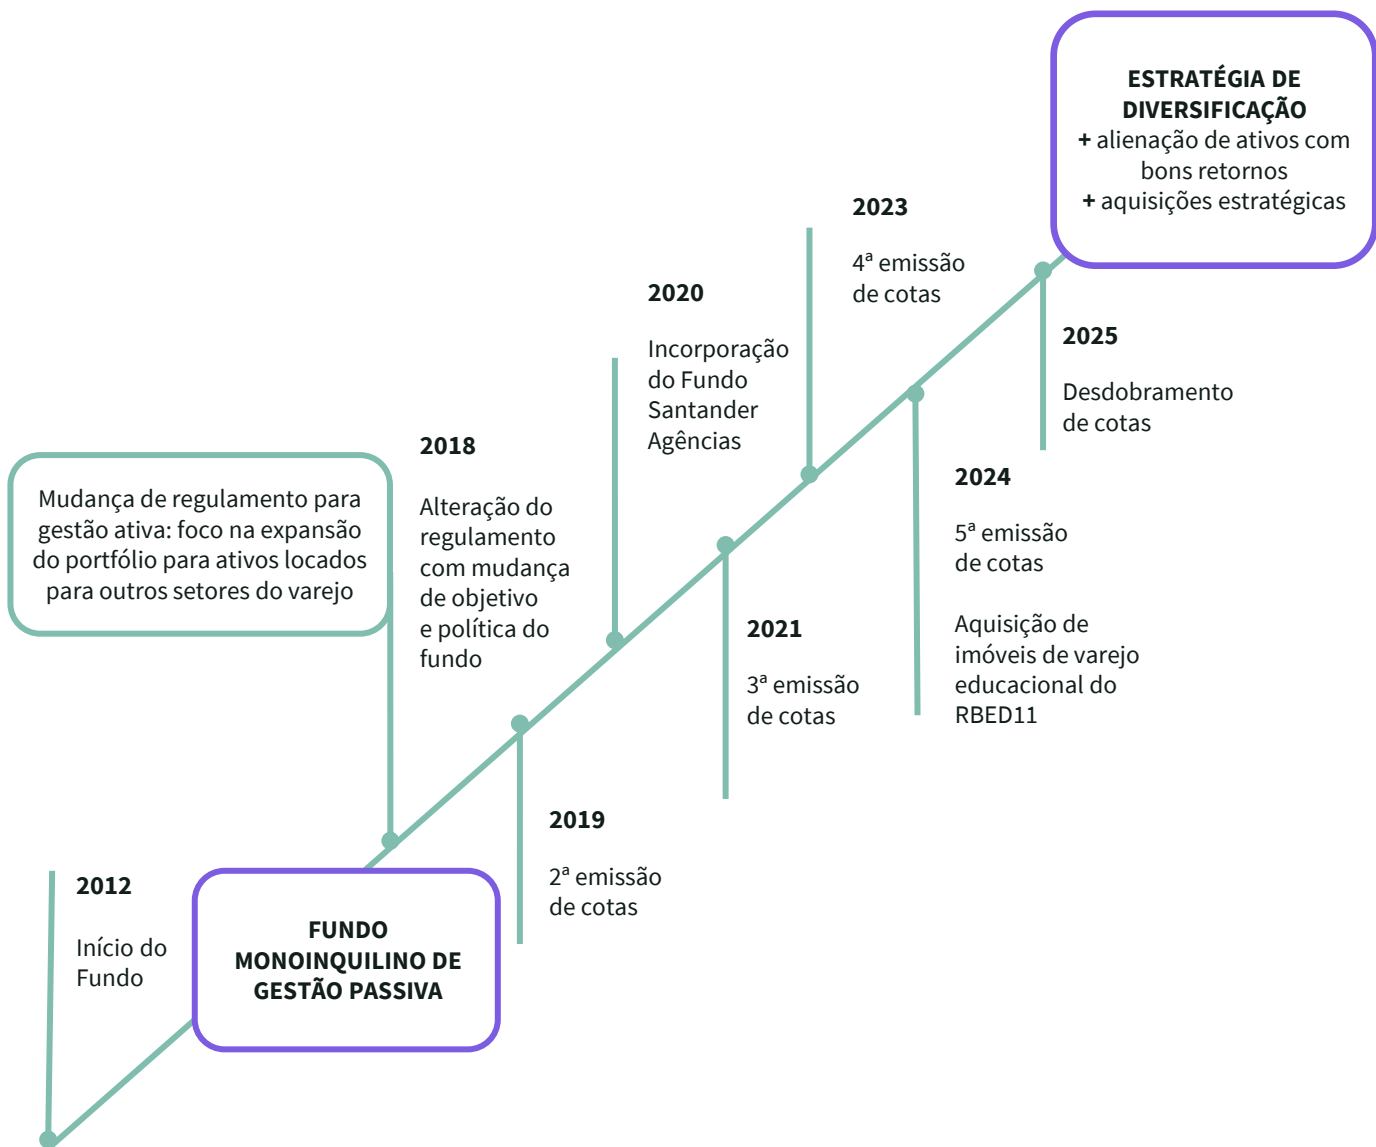 2012
Início do
Fundo
FUNDO
MONOINQUILINO DE
GESTÃO PASSIVA
Mudança de regulamento para
gestão ativa: foco na expansão
do portfólio para ativos locados
para outros setores do varejo
2018
Alteração do
regulamento
com mudança
de objetivo
e política do
fundo
2019
2ª emissão
de cotas
2020
Incorporação
do Fundo
Santander
Agências
2021
3ª emissão
de cotas
2023
4ª emissão
de cotas
2024
5ª emissão
de cotas
Aquisição de
imóveis de varejo
educacional do
RBED11
2025
Desdobramento
de cotas
ESTRATÉGIA DE
DIVERSIFICAÇÃO
+ alienação de ativos com
bons retornos
+ aquisições estratégicas